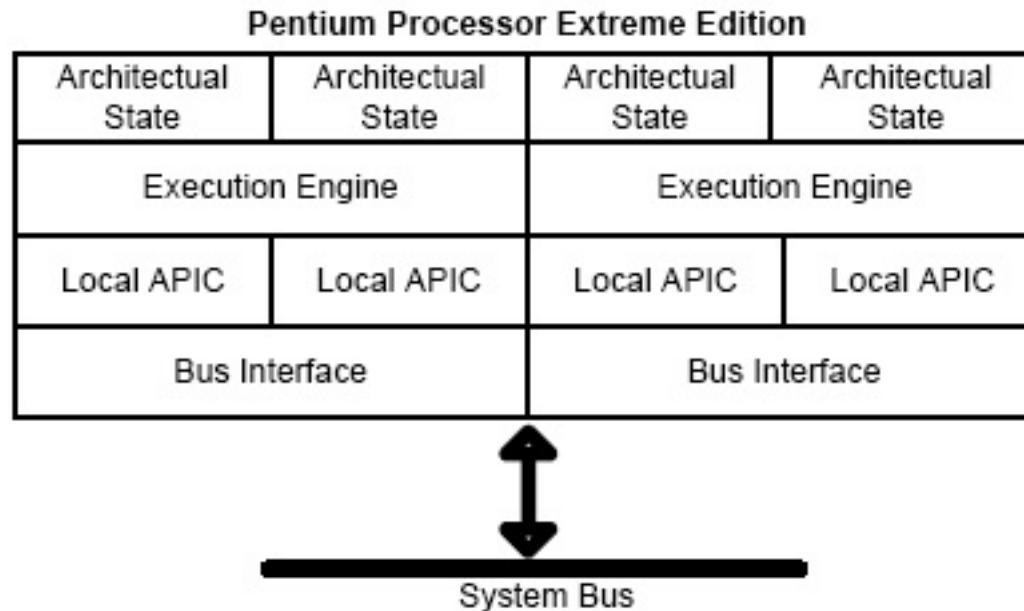 Pentium Processor Extreme Edition
Architectual State
Architectual State
Architectual State
Architectual State
Execution Engine
Execution Engine
Local APIC
Local APIC
Local APIC
Local APIC
Bus Interface
Bus Interface
System Bus